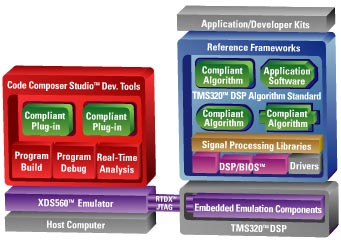 Application/Developer Kits
Reference Frameworks
Compliant Algorithm
Application Software
TMS320™ DSP Algorithm Standard
Compliant Algorithm
Compliant Algorithm
Signal Processing Libraries
DSP/BIOS™
Drivers
Code Composer Studio™ Dev. Tools
Compliant Plug-in
Compliant Plug-in
Program Build
Program Debug
Real-Time Analysis
XDS560™ Emulator
RTDX™
JTAG
Embedded Emulation Components
Host Computer
TMS320™ DSP